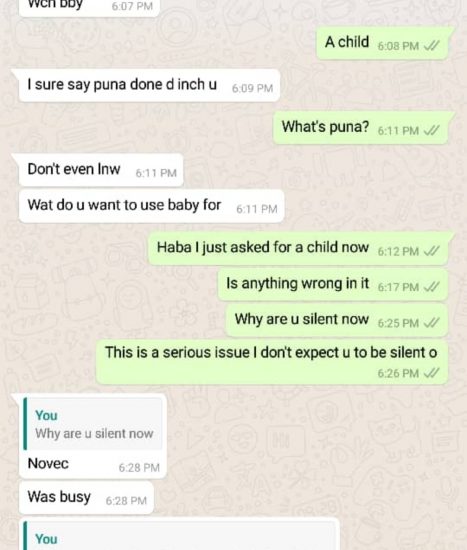 Wch bby 6:07 PM
A child 6:08 PM
I sure say puna done d inch u 6:09 PM
What's puna? 6:11 PM
Don't even lnw 6:11 PM
Wat do u want to use baby for 6:11 PM
Haba I just asked for a child now 6:12 PM
Is anything wrong in it 6:17 PM
Why are u silent now 6:25 PM
This is a serious issue I don't expect u to be silent o
6:26 PM
You
Why are u silent now
Novec 6:28 PM
Was busy 6:28 PM
You